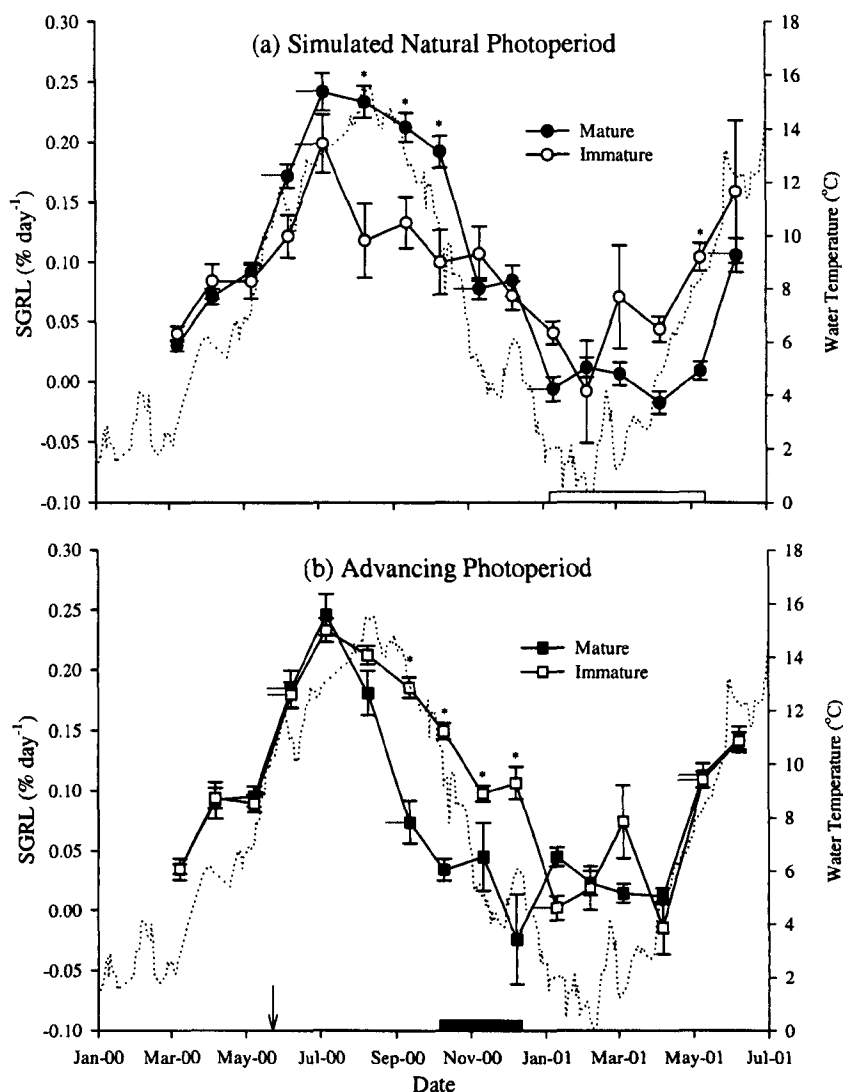 (a) Simulated Natural Photoperiod
0.30
0.25
0.20
0.15
0.10
0.05
0.00
-0.05
-0.10
SGRL (% day⁻¹)
* * * *
Mature
Immature
18
16
14
12
10
8
6
4
2
0
Water Temperature (°C)
(b) Advancing Photoperiod
0.30
0.25
0.20
0.15
0.10
0.05
0.00
-0.05
-0.10
SGRL (% day⁻¹)
* * * *
Mature
Immature
18
16
14
12
10
8
6
4
2
0
Water Temperature (°C)
Jan-00 Mar-00 May-00 Jul-00 Sep-00 Nov-00 Jan-01 Mar-01 May-01 Jul-01
Date